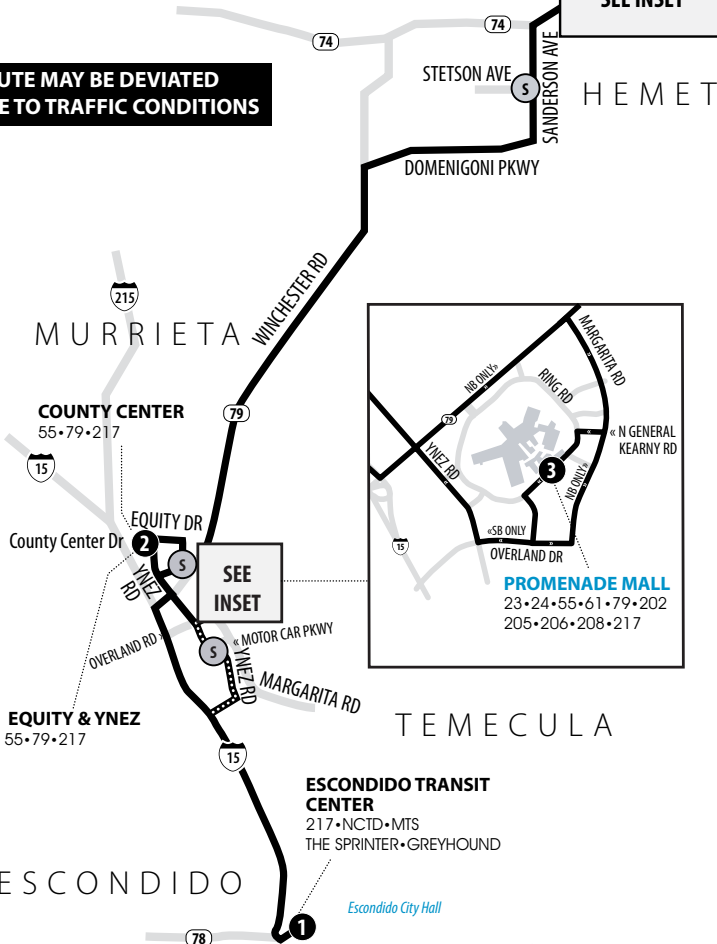 SEE INSET
74
74
STETSON AVE
S
SANDERSON AVE
HEMET
UTE MAY BE DEVIATED
E TO TRAFFIC CONDITIONS
DOMENIGONI PKWY
WINCHESTER RD
215
MURRIETA
79
COUNTY CENTER
55•79•217
15
EQUITY DR
County Center Dr
2
S
YNEZ
RD
SEE
INSET
OVERLAND RD »
S
« MOTOR CAR PKWY
YNEZ RD
MARGARITA RD
EQUITY & YNEZ
55•79•217
TEMECULA
15
MARGARITA RD
NB ONLY»
RING RD
79
« N GENERAL
KEARNY RD
YNEZ RD
3
NB ONLY»
«SB ONLY
15
OVERLAND DR
PROMENADE MALL
23•24•55•61•79•202
205•206•208•217
ESCONDIDO TRANSIT
CENTER
217•NCTD•MTS
THE SPRINTER•GREYHOUND
ESCONDIDO
Escondido City Hall
1
78